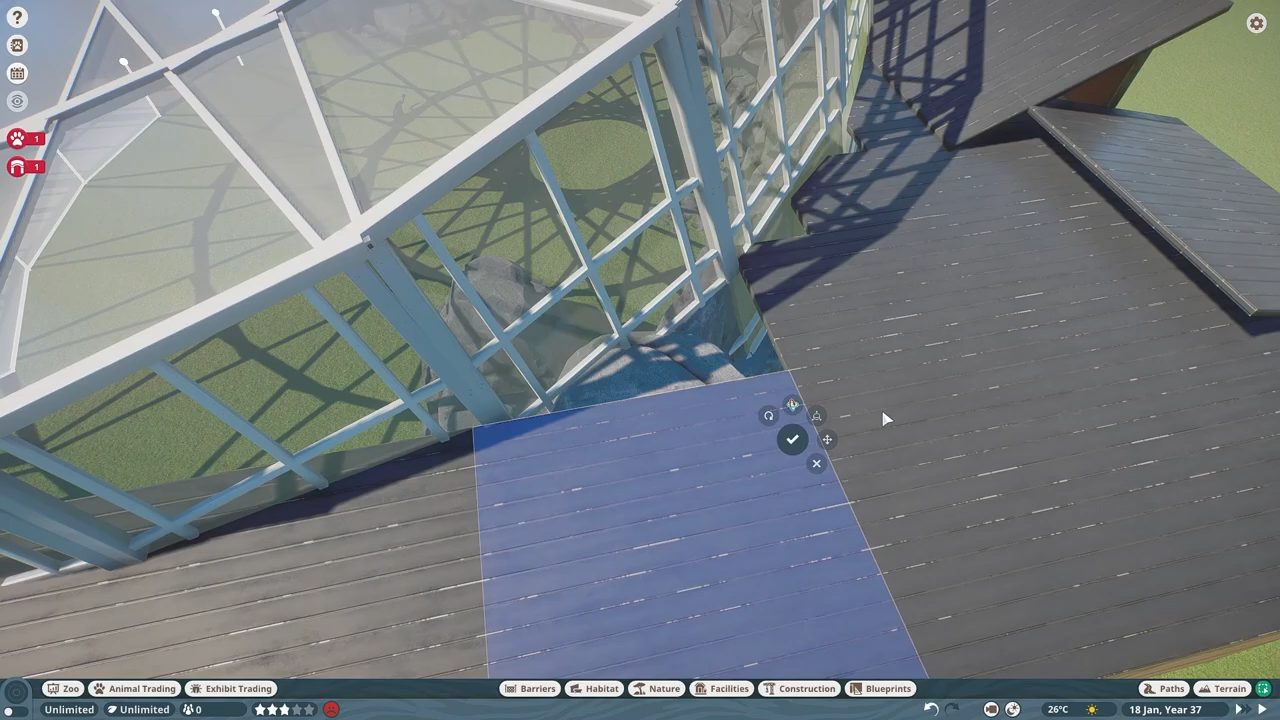 ?
1
1
Zoo Animal Trading Exhibit Trading Barriers Habitat Nature Facilities Construction Blueprints Paths Terrain
Unlimited Unlimited 0 26°C 18 Jan, Year 37